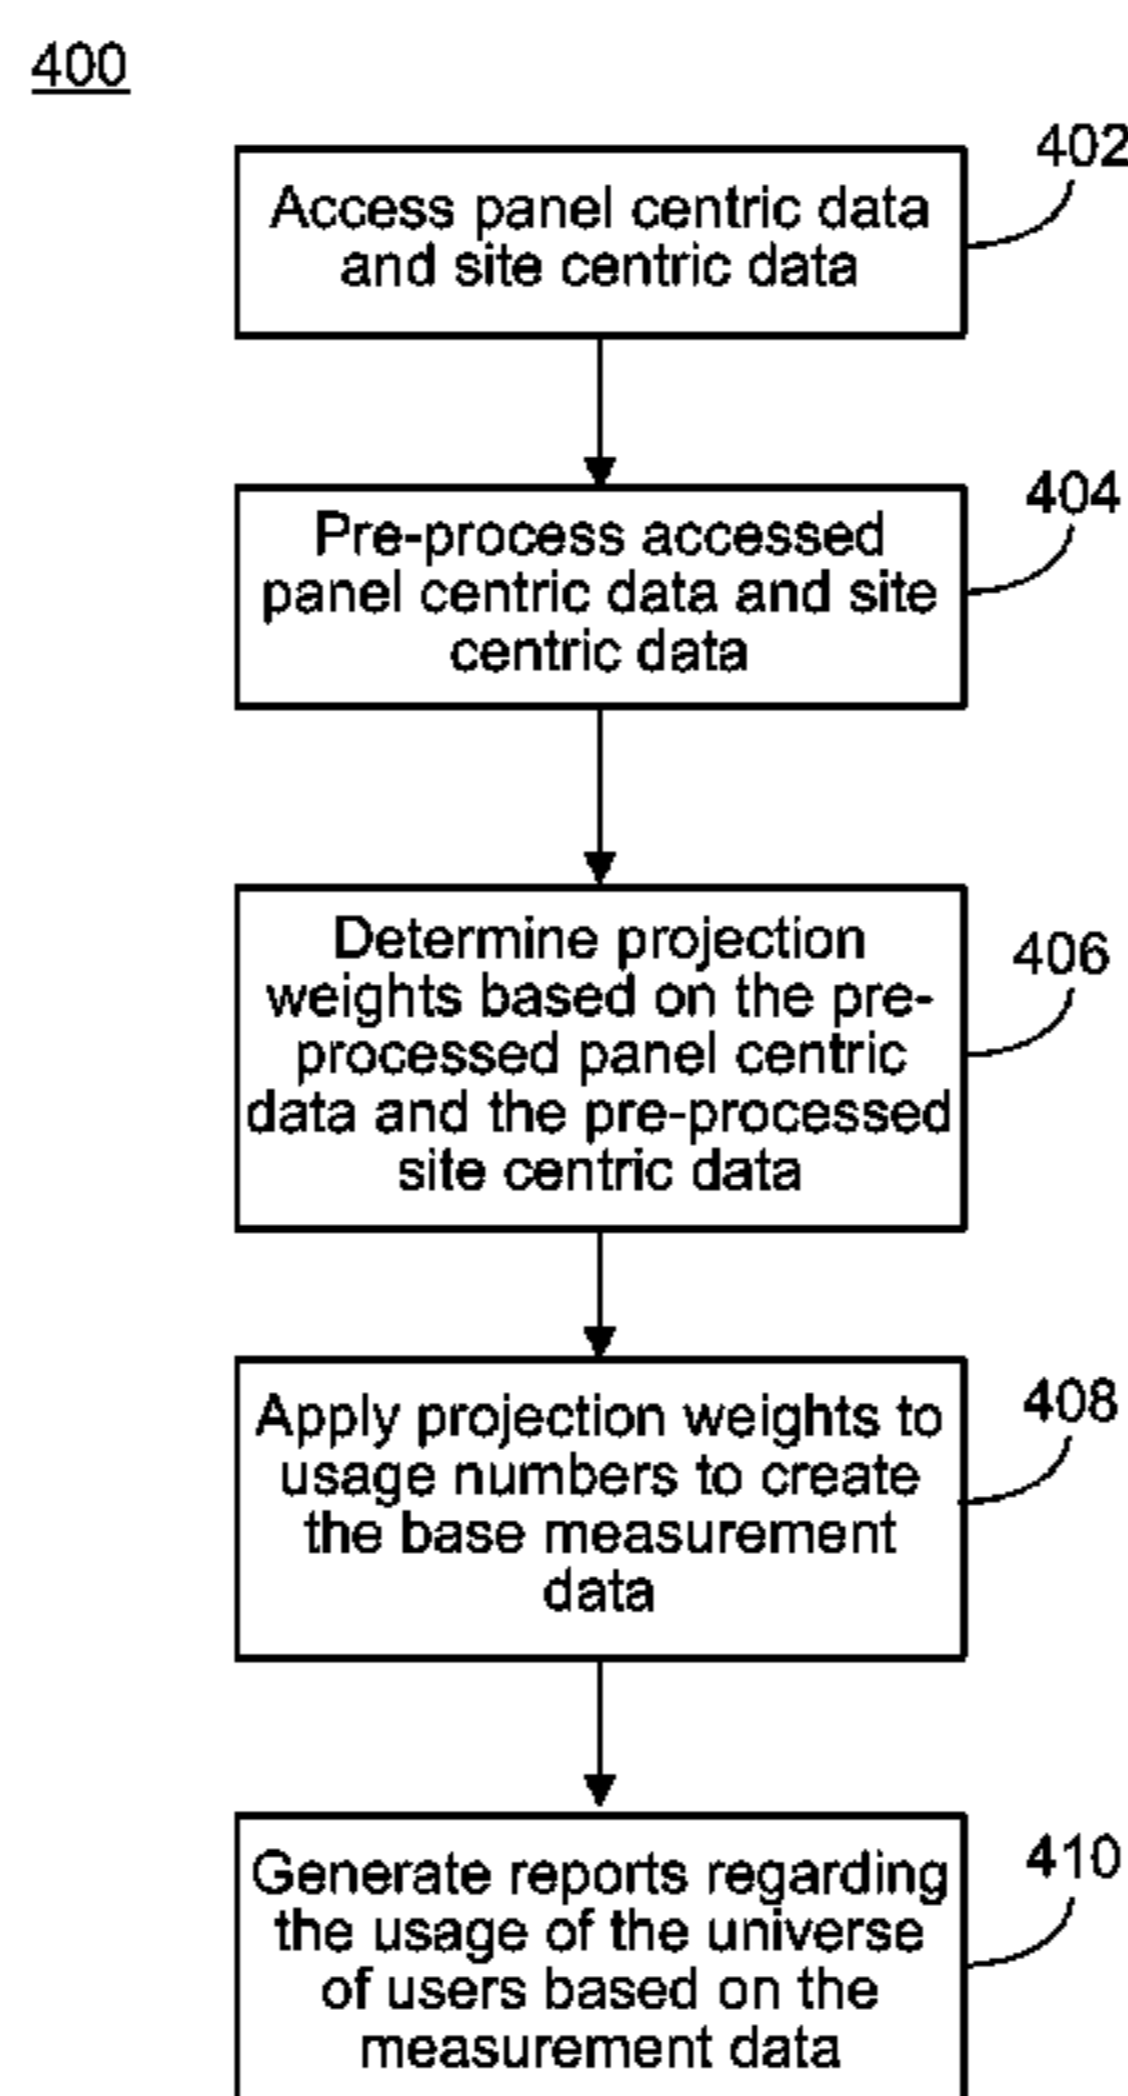 400
402
Access panel centric data
and site centric data
404
Pre-process accessed
panel centric data and site
centric data
406
Determine projection
weights based on the pre-
processed panel centric
data and the pre-processed
site centric data
408
Apply projection weights to
usage numbers to create
the base measurement
data
410
Generate reports regarding
the usage of the universe
of users based on the
measurement data